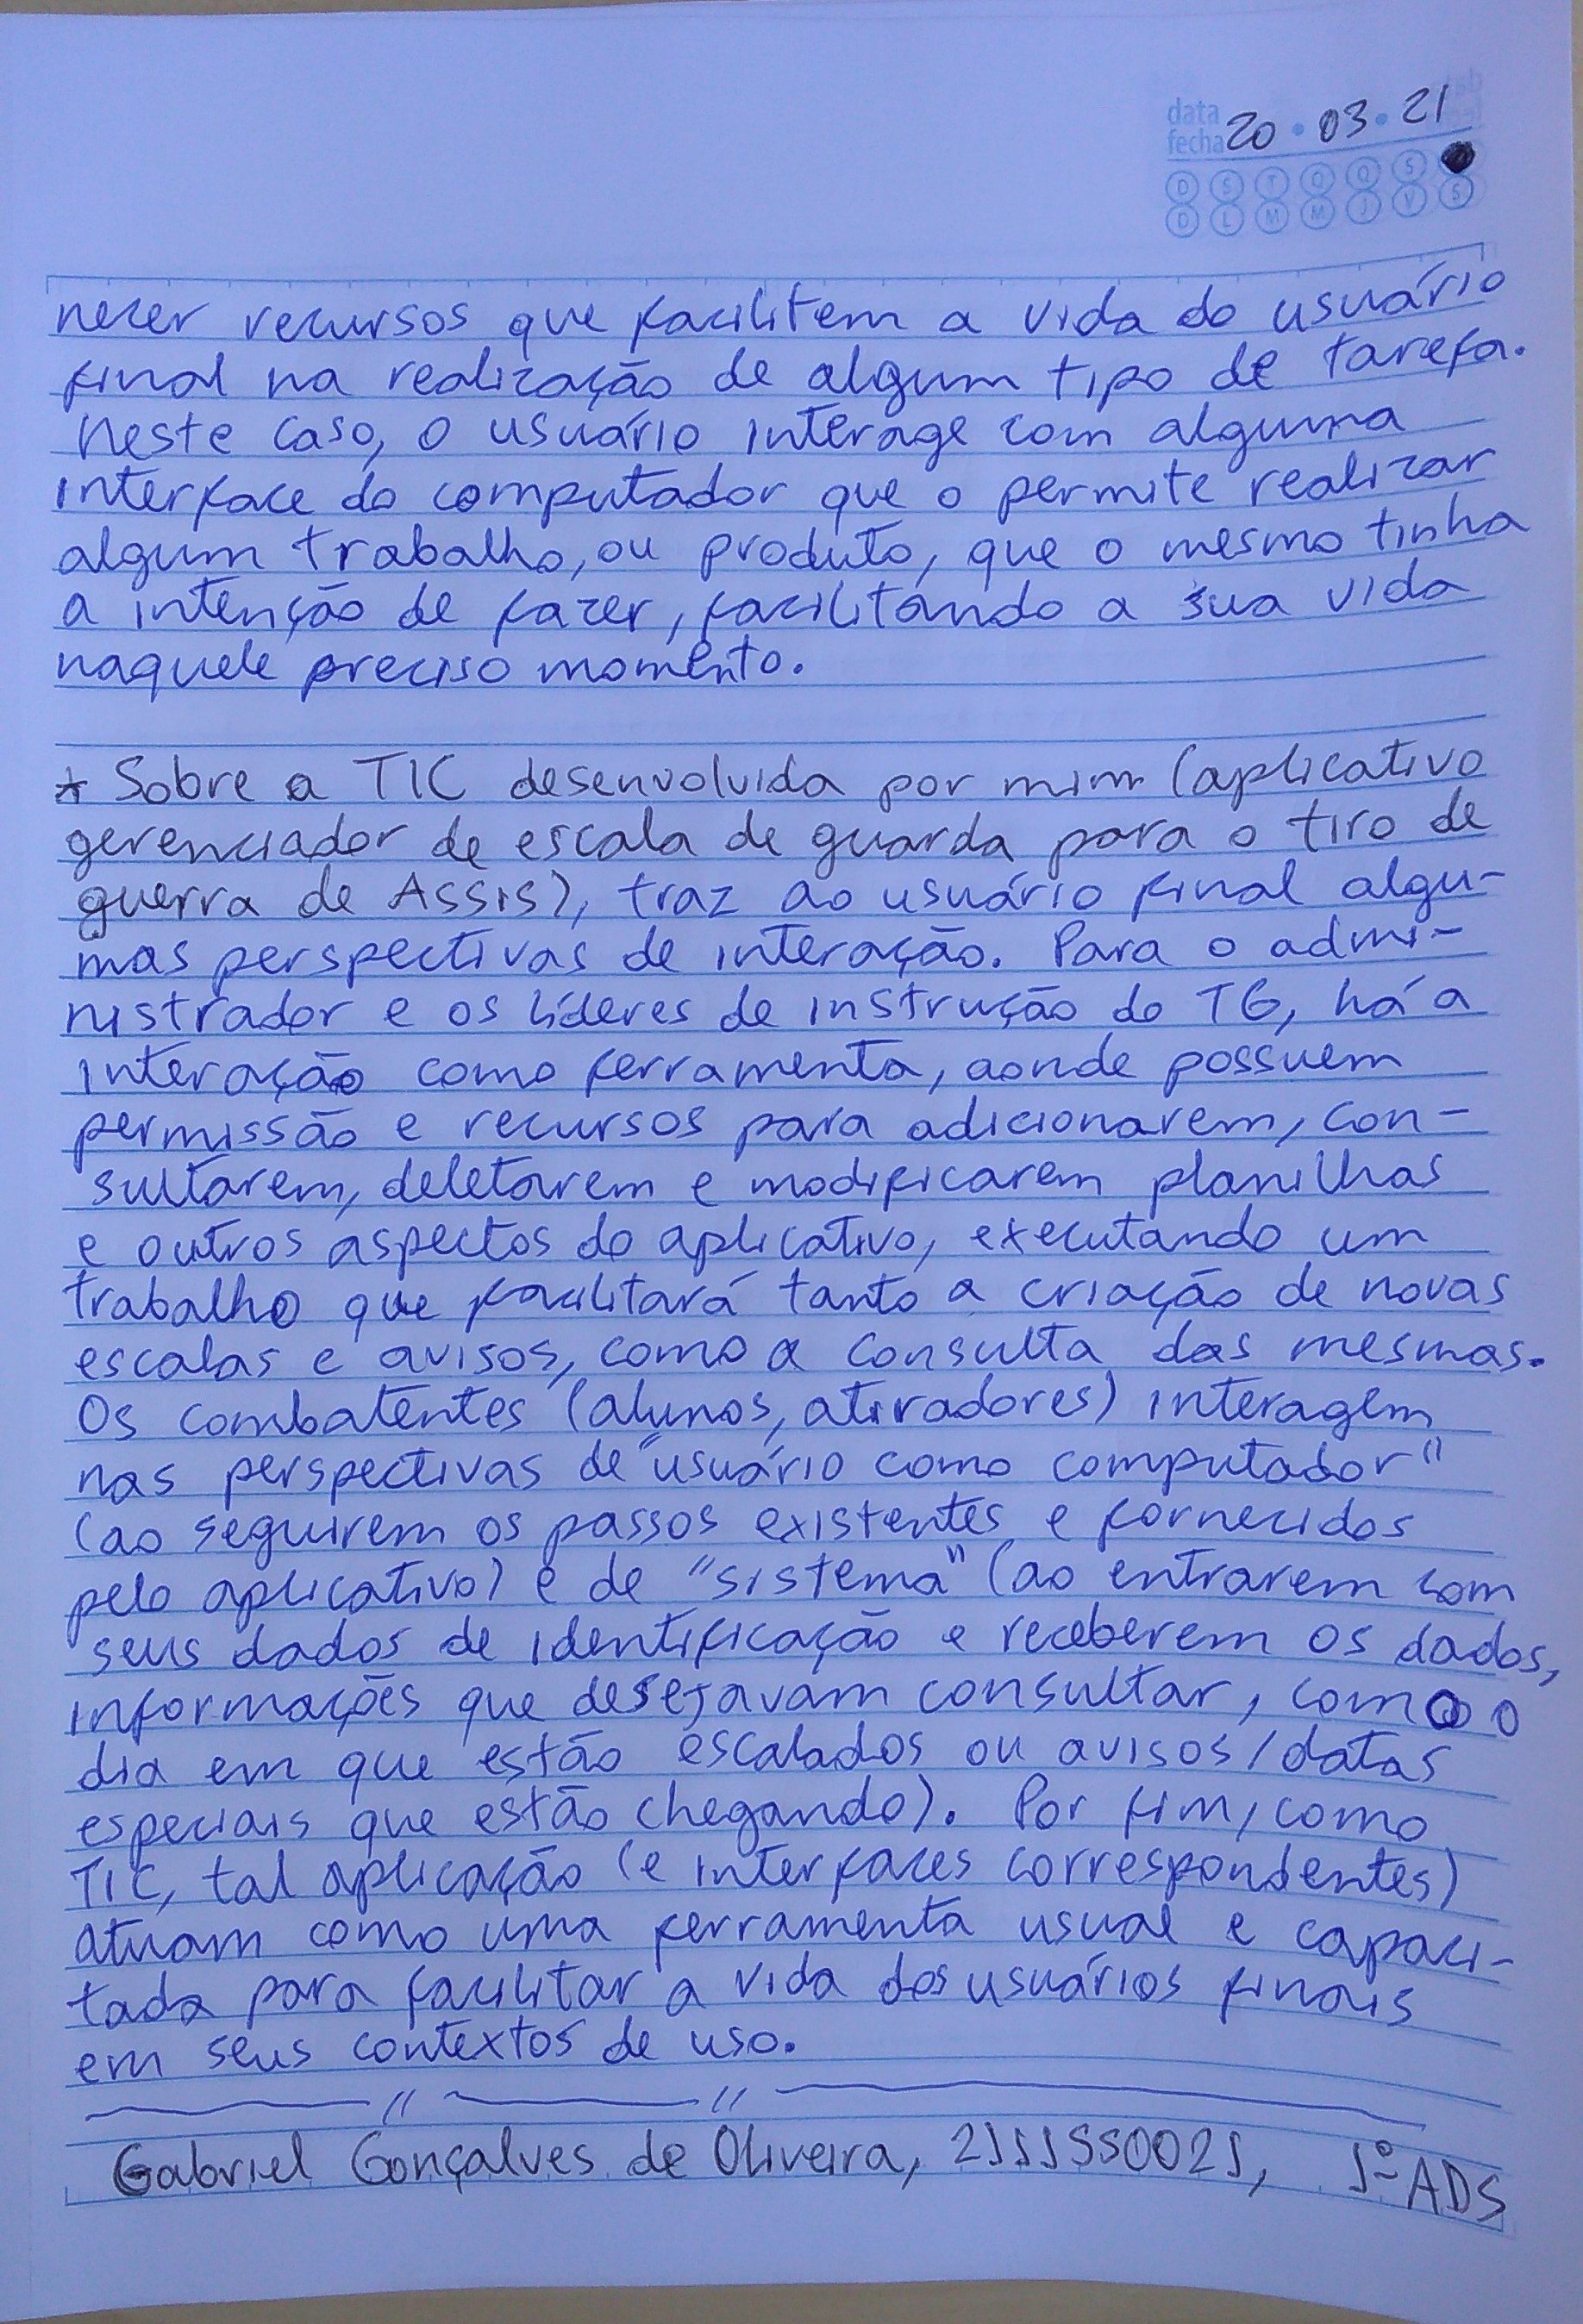 data
fecha 20 . 03 . 21
D S T Q Q S
D L M M J V S
necer recursos que facilitem a vida do usuário
final na realização de algum tipo de tarefa.
Neste caso, o usuário interage com alguma
interface do computador que o permite realizar
algum trabalho, ou produto, que o mesmo tinha
a intenção de fazer, facilitando a sua vida
naquele preciso momento.
* Sobre a TIC desenvolvida por mim (aplicativo
gerenciador de escala de guarda para o tiro de
guerra de Assis), traz ao usuário final algu-
mas perspectivas de interação. Para o admi-
nistrador e os líderes de instrução do TG, há a
interação como ferramenta, aonde possuem
permissão e recursos para adicionarem, con-
sultarem, deletarem e modificarem planilhas
e outros aspectos do aplicativo, executando um
trabalho que facilitará tanto a criação de novas
escalas e avisos, como a consulta das mesmas.
Os combatentes (alunos, atiradores) interagem
nas perspectivas de "usuário como computador"
(ao seguirem os passos existentes e fornecidos
pelo aplicativo) e de "sistema" (ao entrarem com
seus dados de identificação e receberem os dados,
informações que desejavam consultar, como o
dia em que estão escalados ou avisos/datas
especiais que estão chegando). Por fim, como
TIC, tal aplicação (e interfaces correspondentes)
atuam como uma ferramenta usual e capaci-
tada para facilitar a vida dos usuários finais
em seus contextos de uso.
Gabriel Gonçalves de Oliveira, 2111550021, 1º ADS